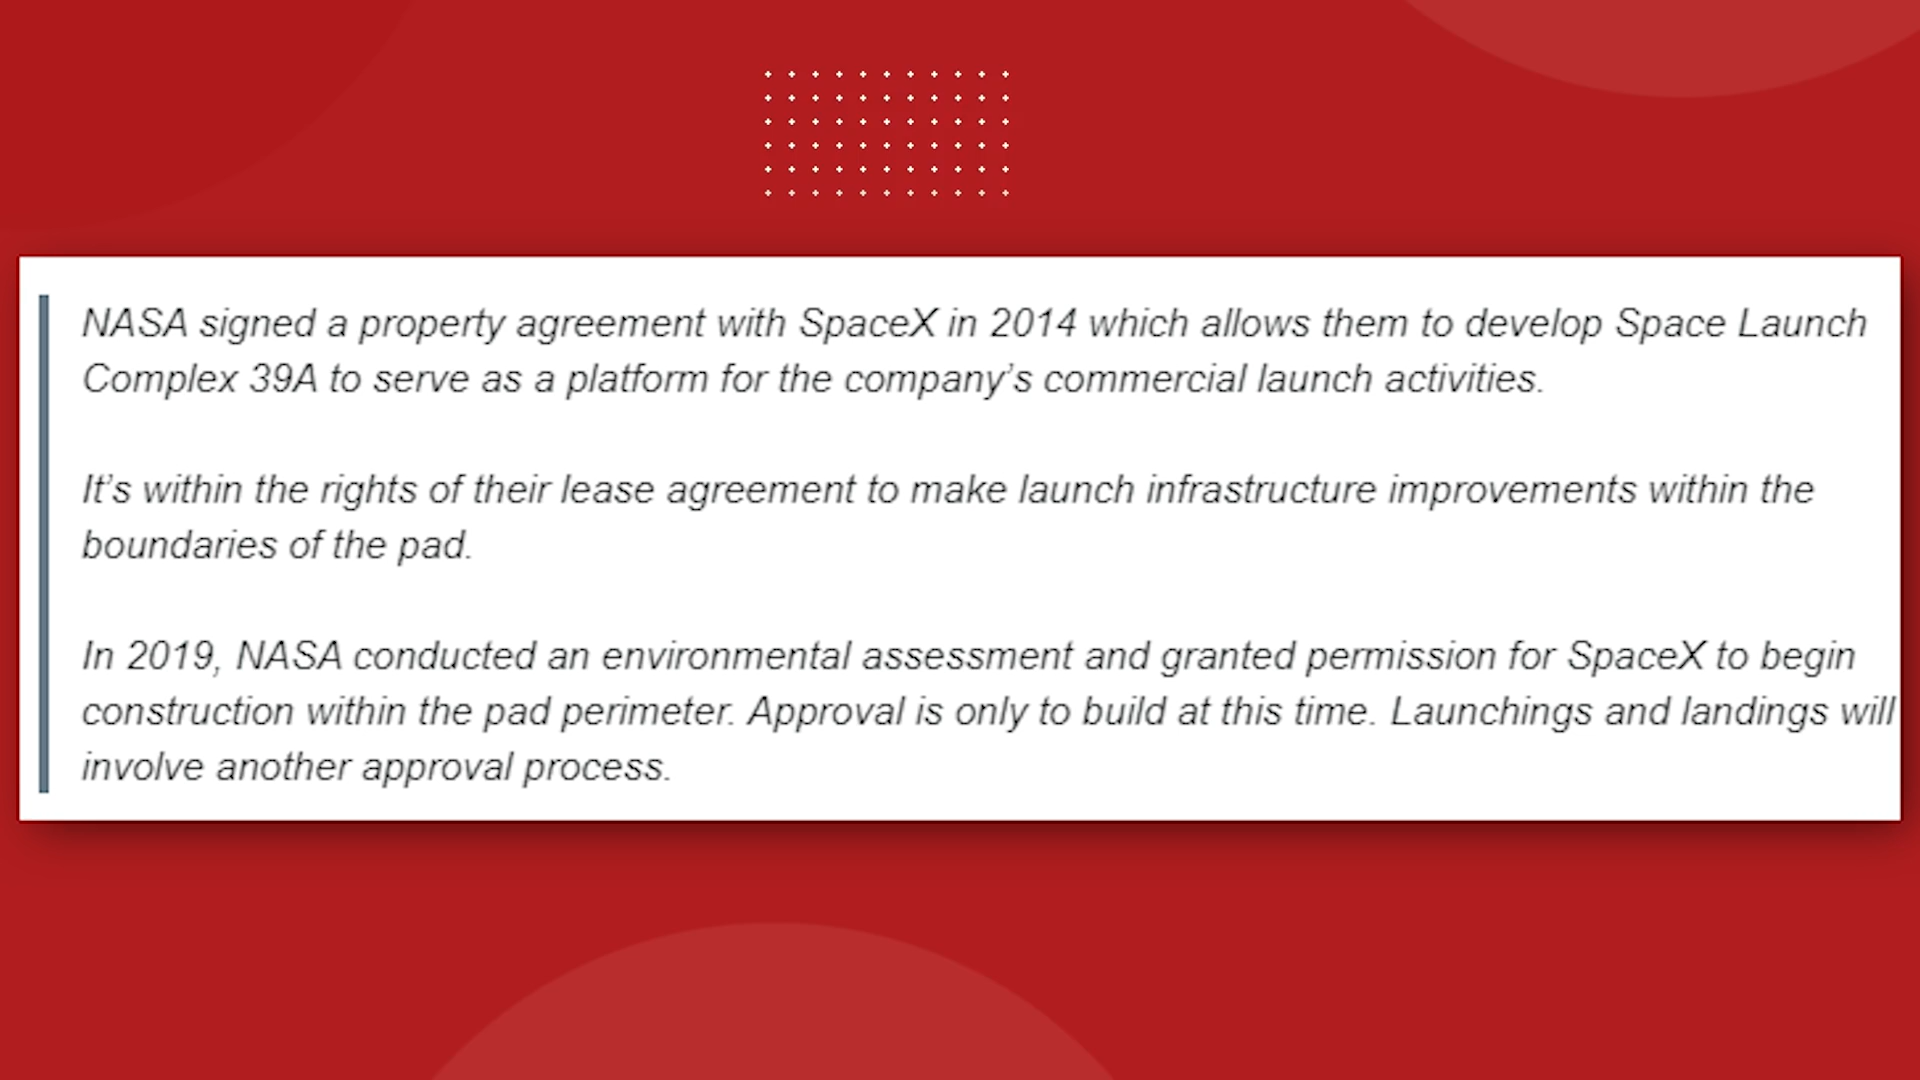 NASA signed a property agreement with SpaceX in 2014 which allows them to develop Space Launch
Complex 39A to serve as a platform for the company’s commercial launch activities.
It’s within the rights of their lease agreement to make launch infrastructure improvements within the
boundaries of the pad.
In 2019, NASA conducted an environmental assessment and granted permission for SpaceX to begin
construction within the pad perimeter. Approval is only to build at this time. Launchings and landings will
involve another approval process.